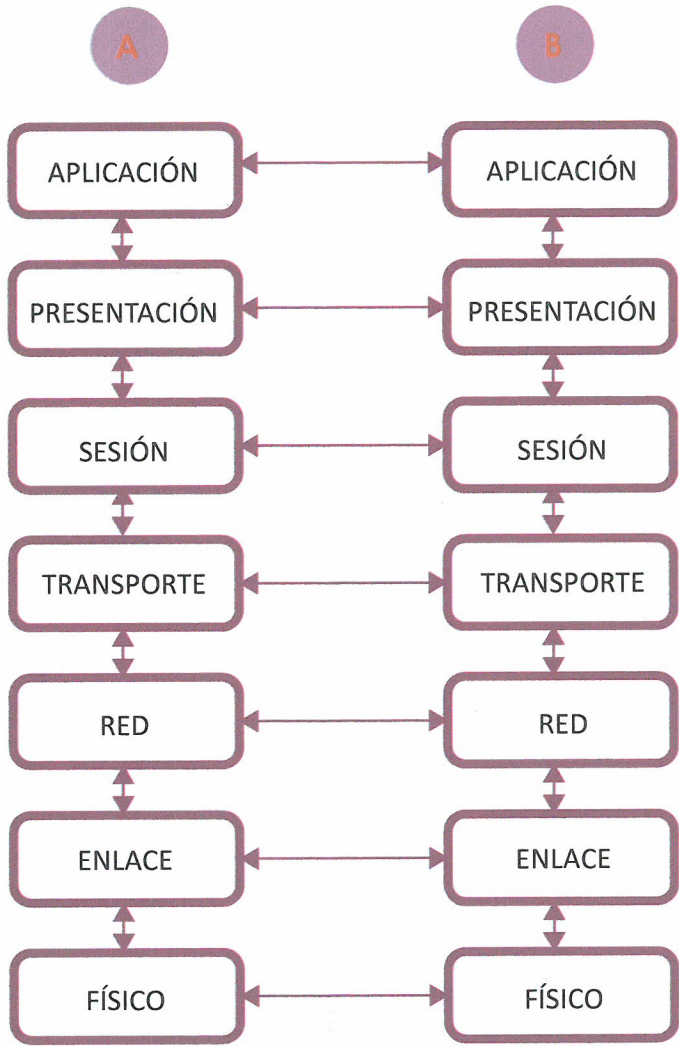 A B
APLICACIÓN APLICACIÓN
PRESENTACIÓN PRESENTACIÓN
SESIÓN SESIÓN
TRANSPORTE TRANSPORTE
RED RED
ENLACE ENLACE
FÍSICO FÍSICO